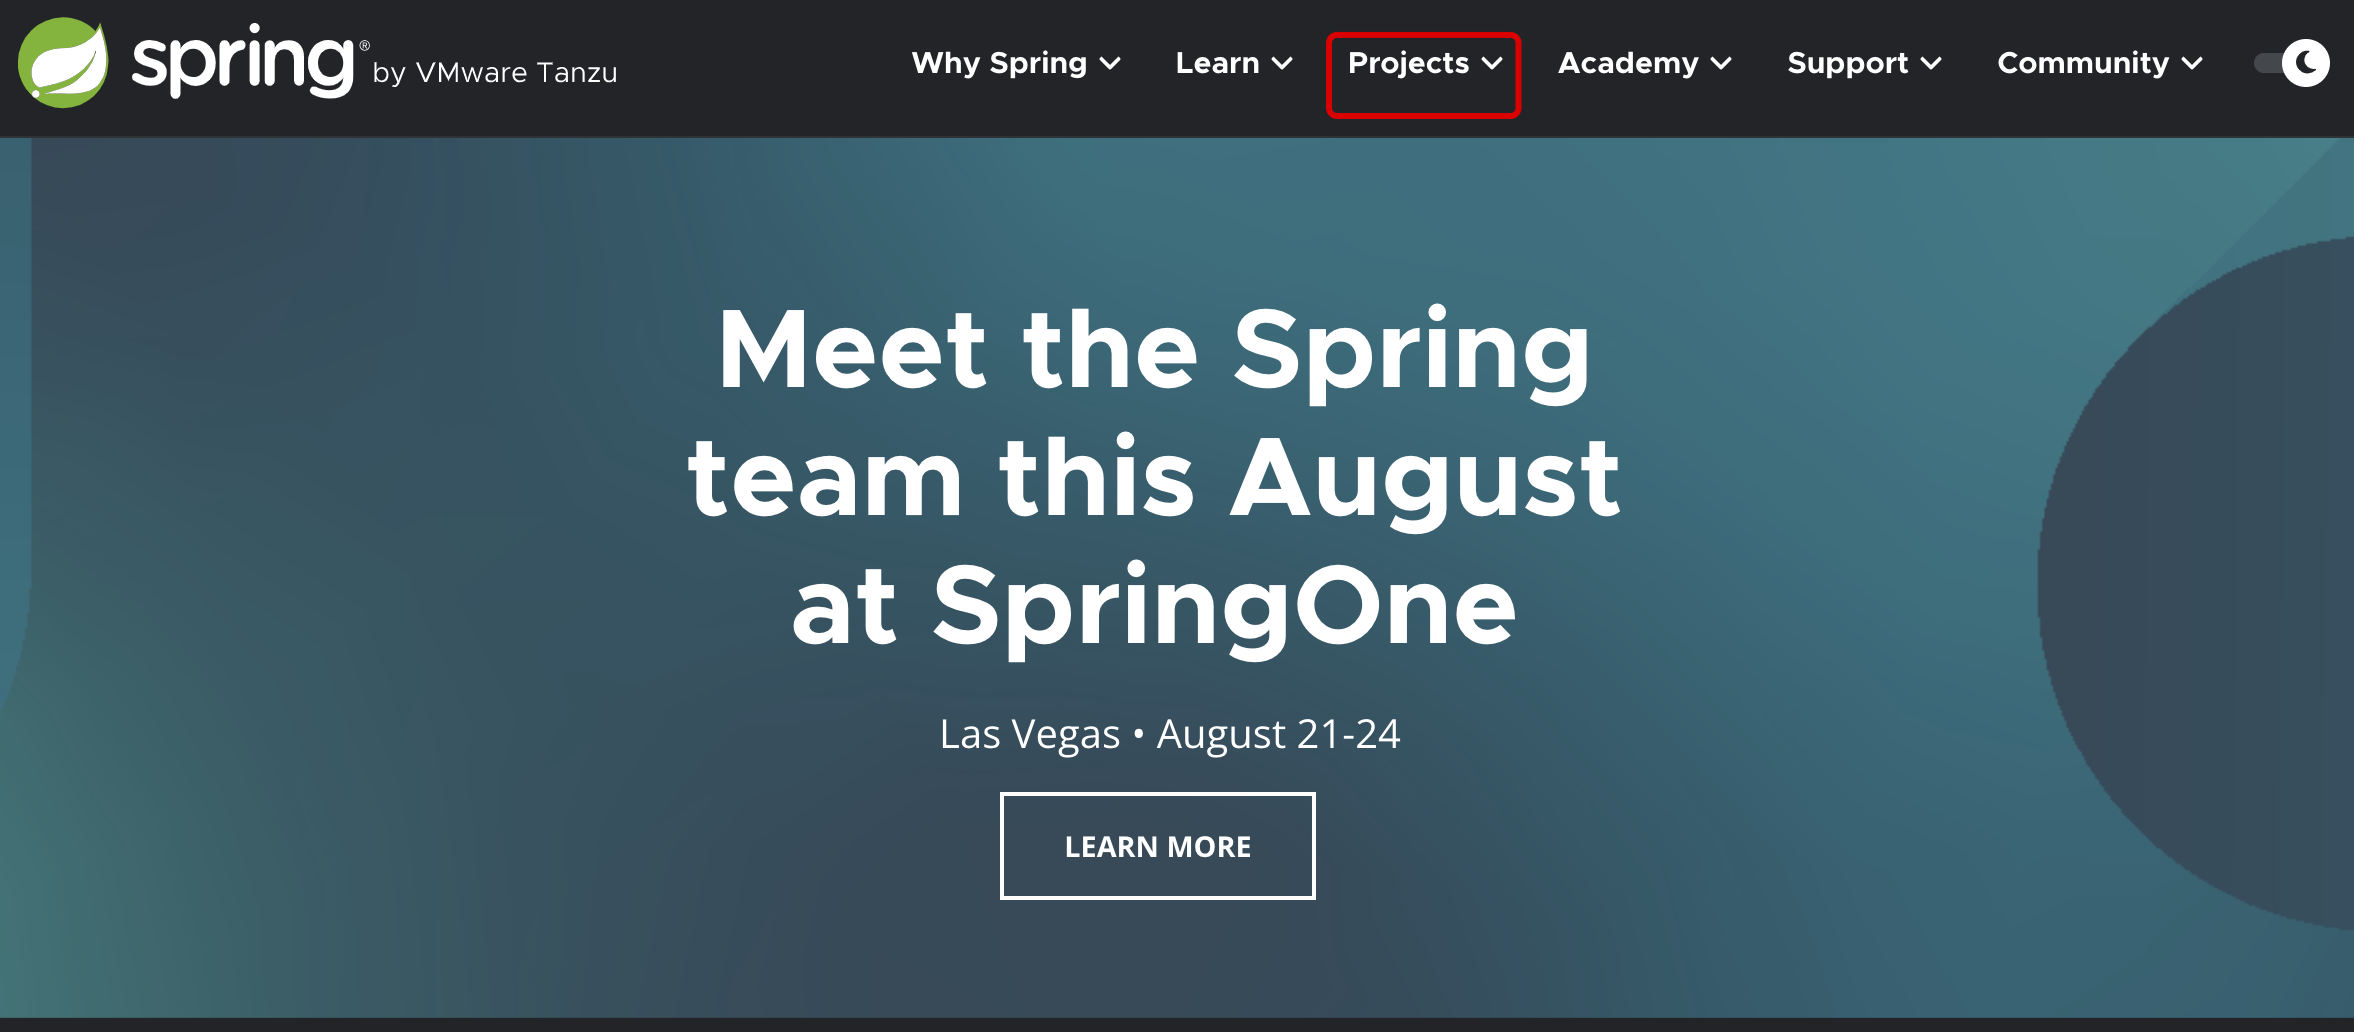 spring® by VMware Tanzu
Why Spring
Learn
Projects
Academy
Support
Community
Meet the Spring
team this August
at SpringOne
Las Vegas • August 21-24
LEARN MORE